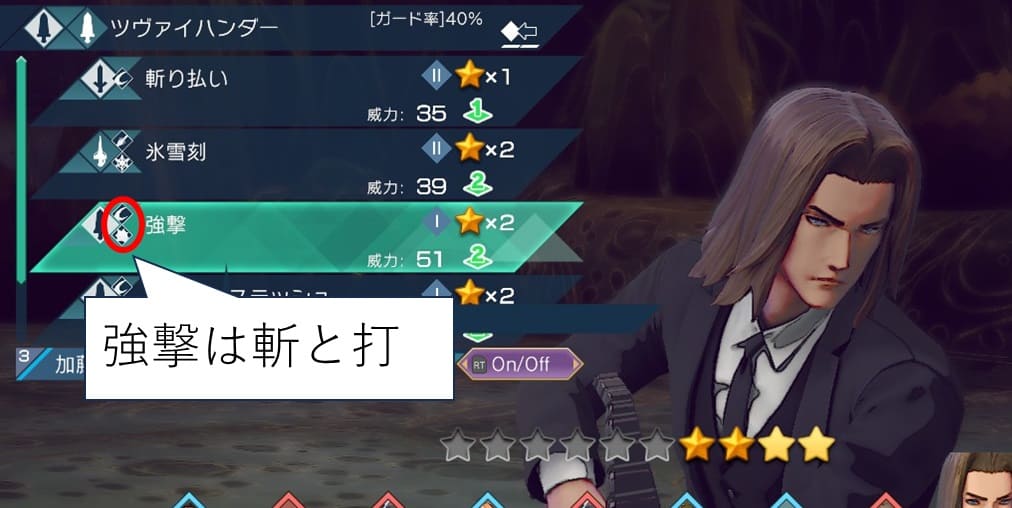 ツヴァイハンダー [ガード率]40%
斬り払い II ×1
威力: 35 1
氷雪刻 II ×2
威力: 39 2
強撃 I ×2
威力: 51 2
I ×2
強撃は斬と打
3 加
RT On/Off